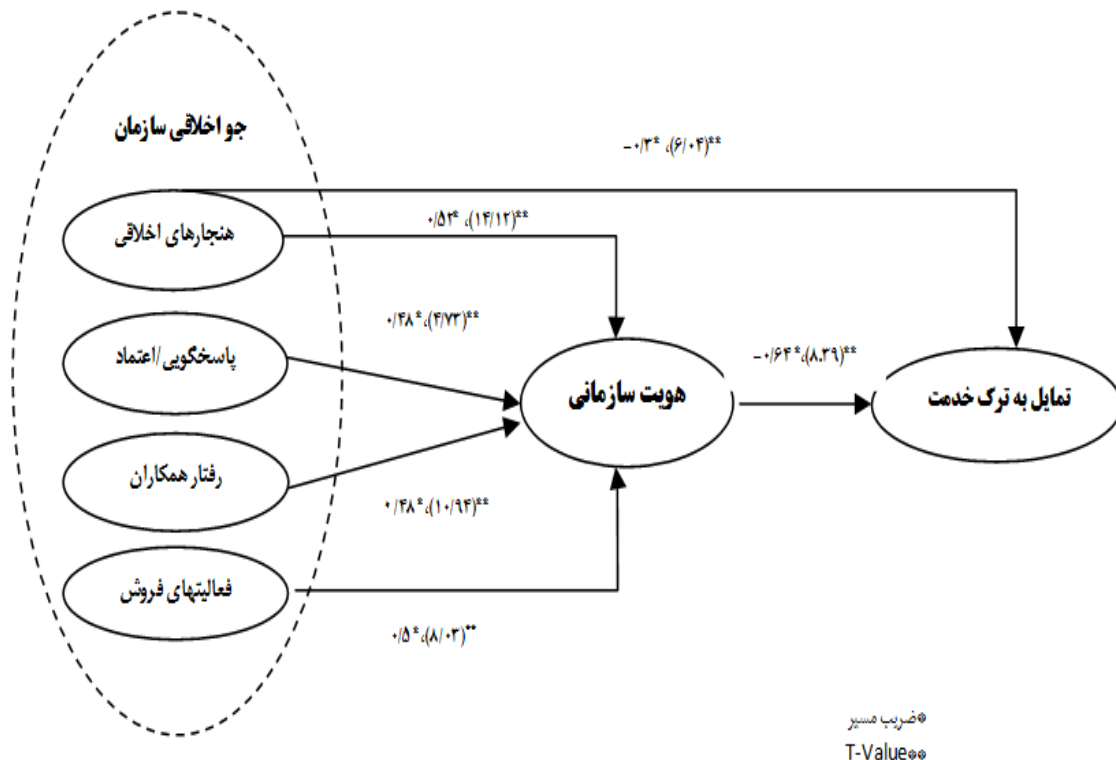 جو اخلاقی سازمان
-۰/۳*،(۶/۰۴)**
هنجارهای اخلاقی
۰/۵۲*،(۱۴/۱۲)**
پاسخگویی/اعتماد
۰/۴۸*،(۴/۷۳)**
هویت سازمانی
-۰/۶۴*،(۸.۳۹)**
تمایل به ترک خدمت
رفتار همکاران
۰/۴۸*،(۱۰/۹۴)**
فعالیتهای فروش
۰/۵*،(۸/۰۳)**
*ضریب مسیر
T-Value**